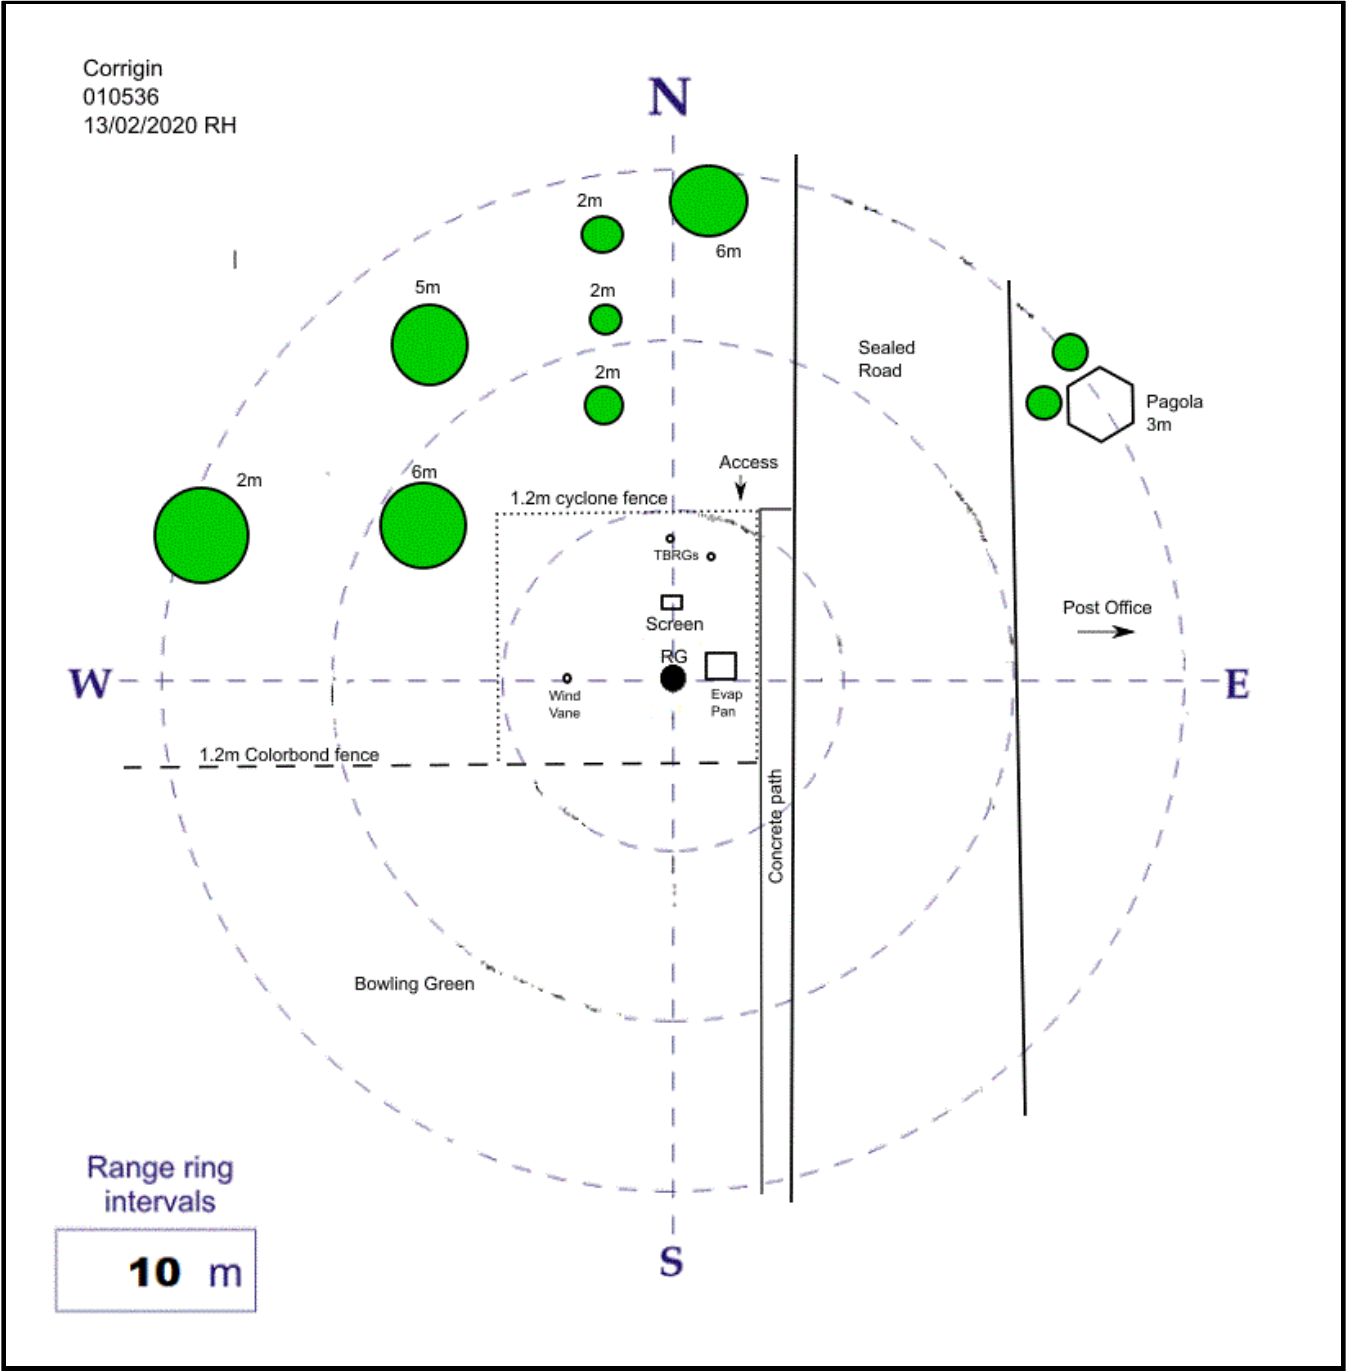 Corrigin
010536
13/02/2020 RH
N
2m
6m
5m
2m
Sealed
Road
2m
Pagola
3m
Access
6m
2m
1.2m cyclone fence
TBRGs
Post Office
Screen
RG
W
E
Wind
Vane
Evap
Pan
1.2m Colorbond fence
Concrete path
Bowling Green
Range ring
intervals
S
10 m